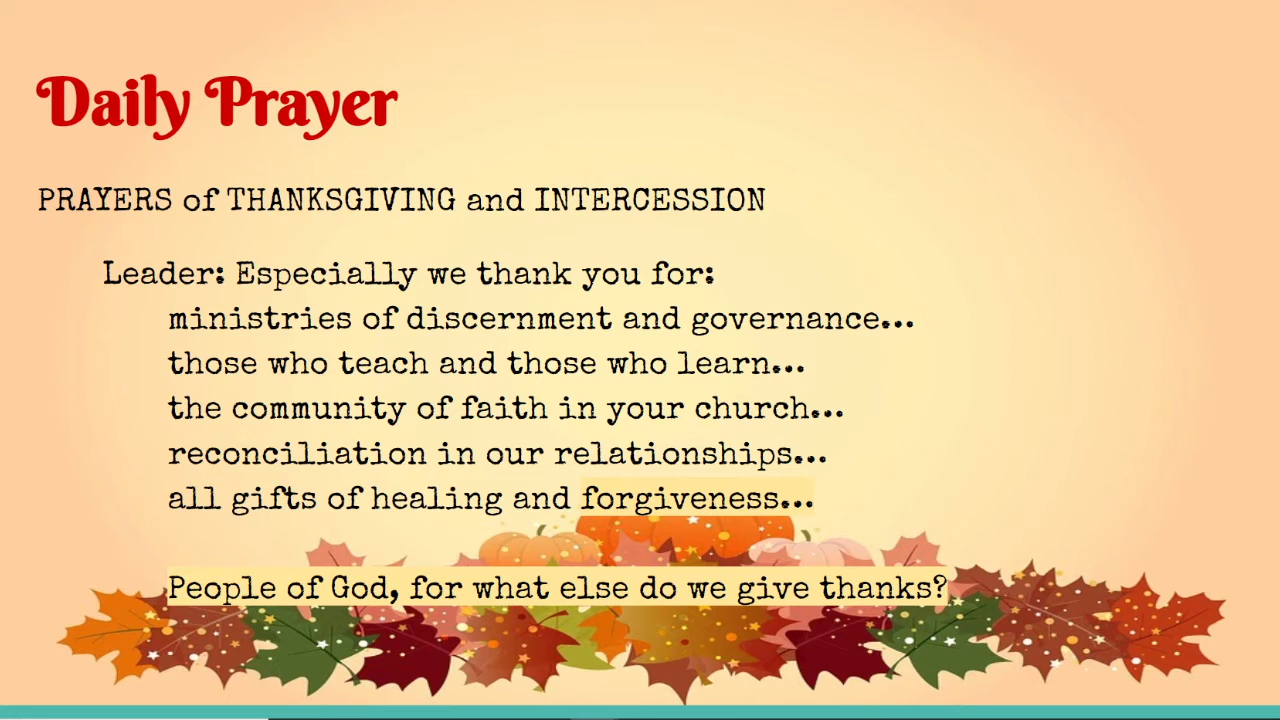 Daily Prayer
PRAYERS of THANKSGIVING and INTERCESSION
Leader: Especially we thank you for:
ministries of discernment and governance...
those who teach and those who learn...
the community of faith in your church...
reconciliation in our relationships...
all gifts of healing and forgiveness...
People of God, for what else do we give thanks?